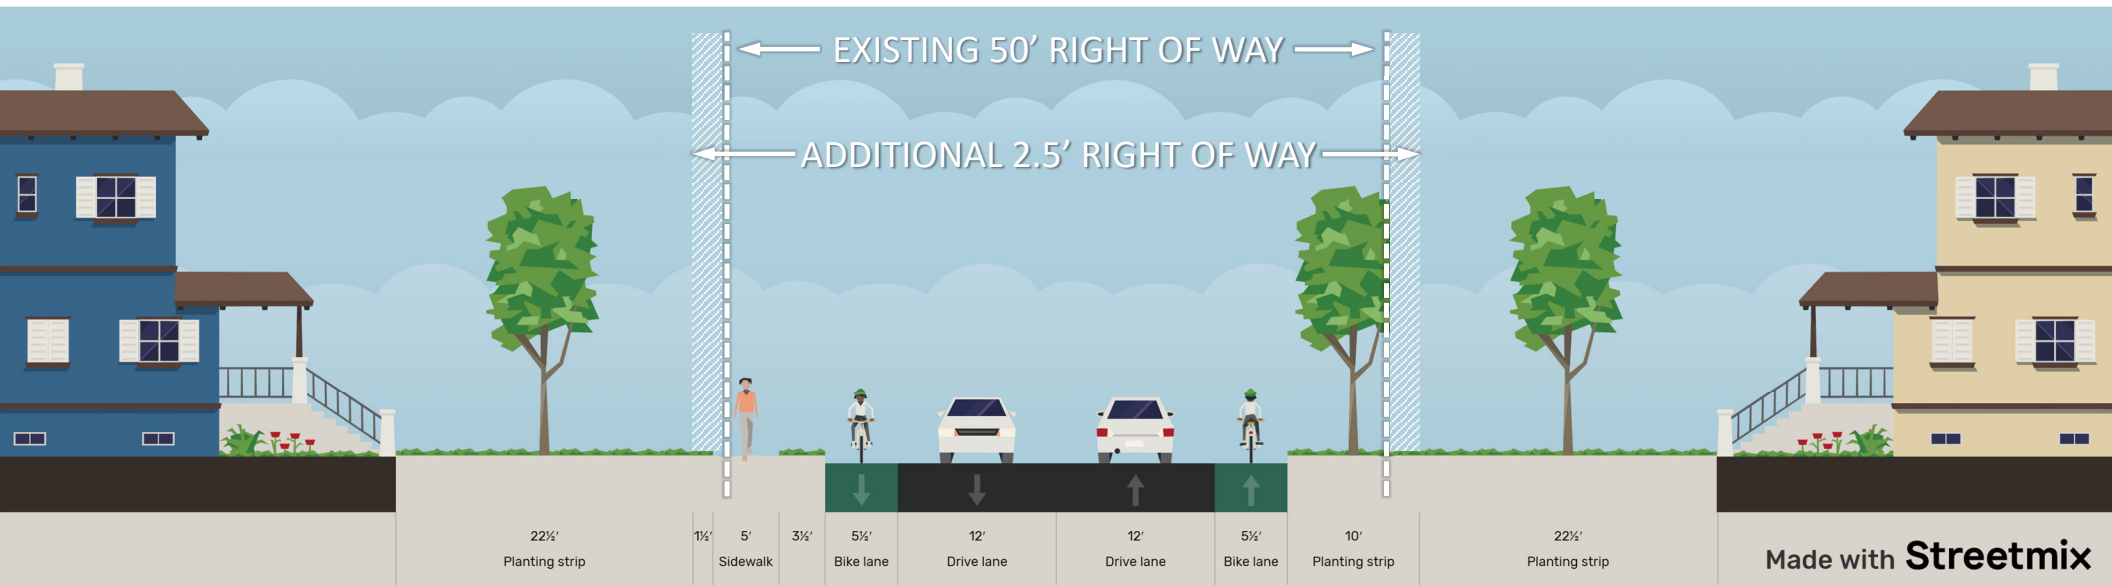 EXISTING 50’ RIGHT OF WAY
ADDITIONAL 2.5’ RIGHT OF WAY
22½′ 1½′ 5′ 3½′ 5½′ 12′ 12′ 5½′ 10′ 22½′
Planting strip Sidewalk Bike lane Drive lane Drive lane Bike lane Planting strip Planting strip
Made with Streetmix